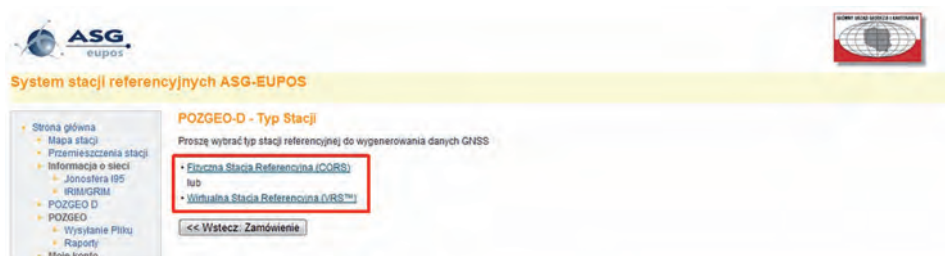 ASG
eupos
System stacji referencyjnych ASG-EUPOS
Strona główna
Mapa stacji
Przemieszczenia stacji
Informacja o sieci
Jonosfera I95
IRIM/GRIM
POZGEO D
POZGEO
Wysyłanie Pliku
Raporty
Moje konto
POZGEO-D - Typ Stacji
Proszę wybrać typ stacji referencyjnej do wygenerowania danych GNSS
Fizyczna Stacja Referencyjna (CORS)
lub
Wirtualna Stacja Referencyjna (VRS™)
<< Wstecz: Zamówienie